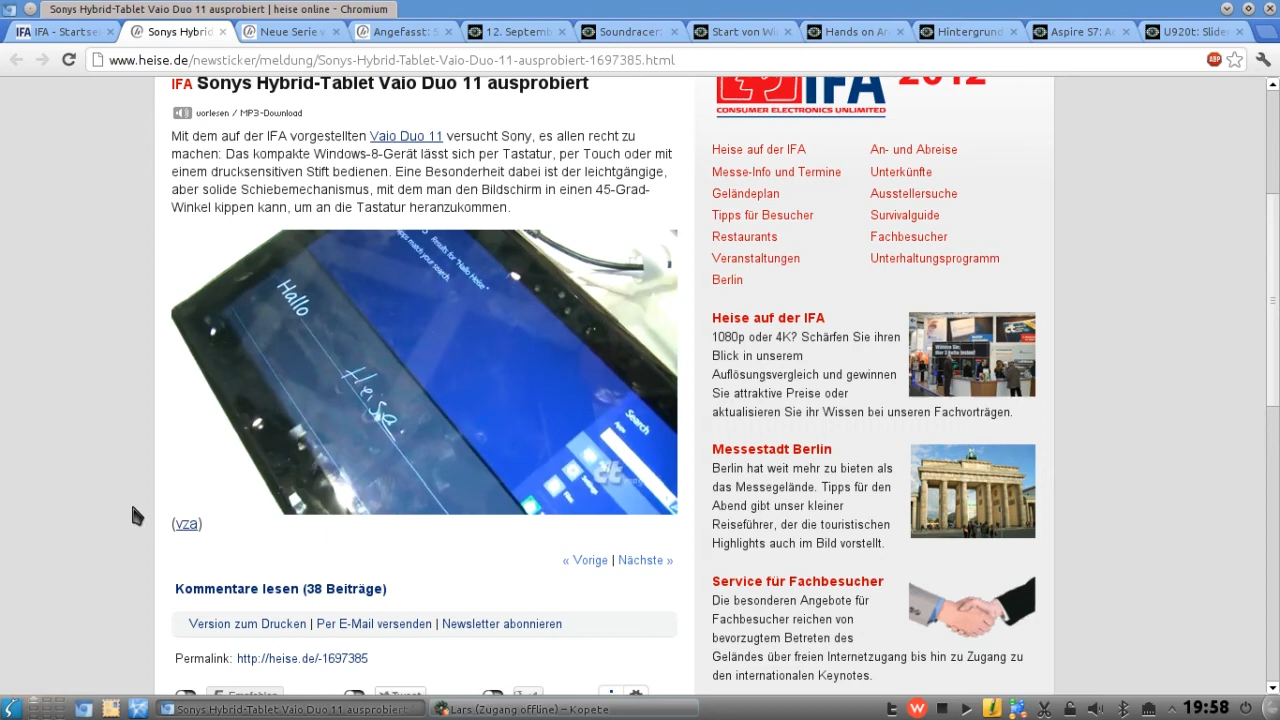 Sonys Hybrid-Tablet Vaio Duo 11 ausprobiert | heise online - Chromium
IFA - Startsei
Sonys Hybrid
Neue Serie v
Angefasst: S
12. Septemb
Soundracer:
Start von Wi
Hands on Ar
Hintergrund
Aspire S7: Ac
U920t: Slider
www.heise.de/newsticker/meldung/Sonys-Hybrid-Tablet-Vaio-Duo-11-ausprobiert-1697385.html
ABP
IFA Sonys Hybrid-Tablet Vaio Duo 11 ausprobiert
vorlesen / MP3-Download
Mit dem auf der IFA vorgestellten Vaio Duo 11 versucht Sony, es allen recht zu
machen: Das kompakte Windows-8-Gerät lässt sich per Tastatur, per Touch oder mit
einem drucksensitiven Stift bedienen. Eine Besonderheit dabei ist der leichtgängige,
aber solide Schiebemechanismus, mit dem man den Bildschirm in einen 45-Grad-
Winkel kippen kann, um an die Tastatur heranzukommen.
Results for "Hallo Heise."
apps match your search.
Hallo
Heise
Search
(vza)
« Vorige | Nächste »
Kommentare lesen (38 Beiträge)
Version zum Drucken | Per E-Mail versenden | Newsletter abonnieren
Permalink: http://heise.de/-1697385
Empfehlen
Tweet
IFA 2012
CONSUMER ELECTRONICS UNLIMITED
Heise auf der IFA
An- und Abreise
Messe-Info und Termine
Unterkünfte
Geländeplan
Ausstellersuche
Tipps für Besucher
Survivalguide
Restaurants
Fachbesucher
Veranstaltungen
Unterhaltungsprogramm
Berlin
Heise auf der IFA
1080p oder 4K? Schärfen Sie ihren
Blick in unserem
Auflösungsvergleich und gewinnen
Sie attraktive Preise oder
aktualisieren Sie ihr Wissen bei unseren Fachvorträgen.
Messestadt Berlin
Berlin hat weit mehr zu bieten als
das Messegelände. Tipps für den
Abend gibt unser kleiner
Reiseführer, der die touristischen
Highlights auch im Bild vorstellt.
Service für Fachbesucher
Die besonderen Angebote für
Fachbesucher reichen von
bevorzugtem Betreten des
Geländes über freien Internetzugang bis hin zu Zugang zu
den internationalen Keynotes.
Sonys Hybrid-Tablet Vaio Duo 11 ausprobiert
Lars (Zugang offline) – Kopete
19:58